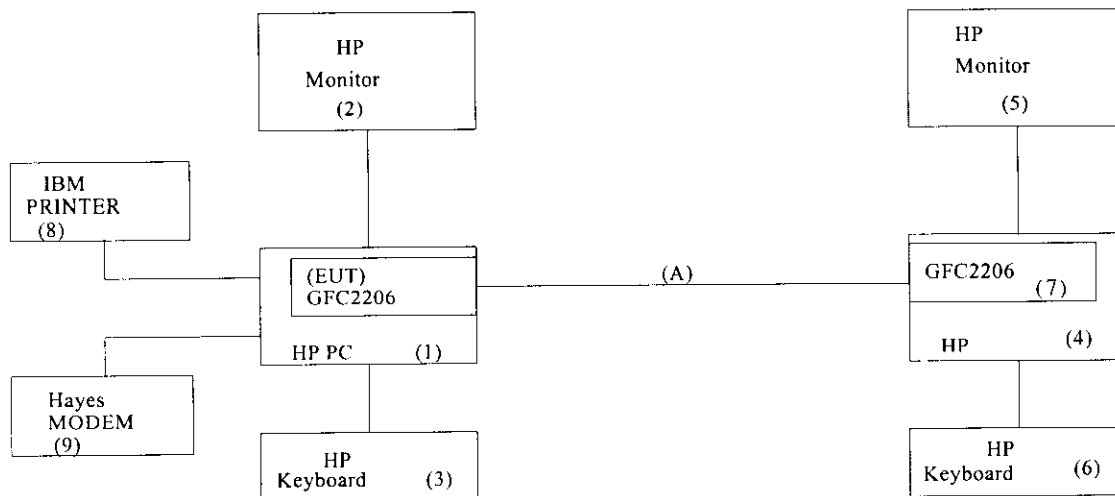 HP
Monitor
(2)
HP
Monitor
(5)
IBM
PRINTER
(8)
(EUT)
GFC2206
HP PC (1)
(A)
GFC2206
(7)
HP (4)
Hayes
MODEM
(9)
HP
Keyboard (3)
HP
Keyboard (6)